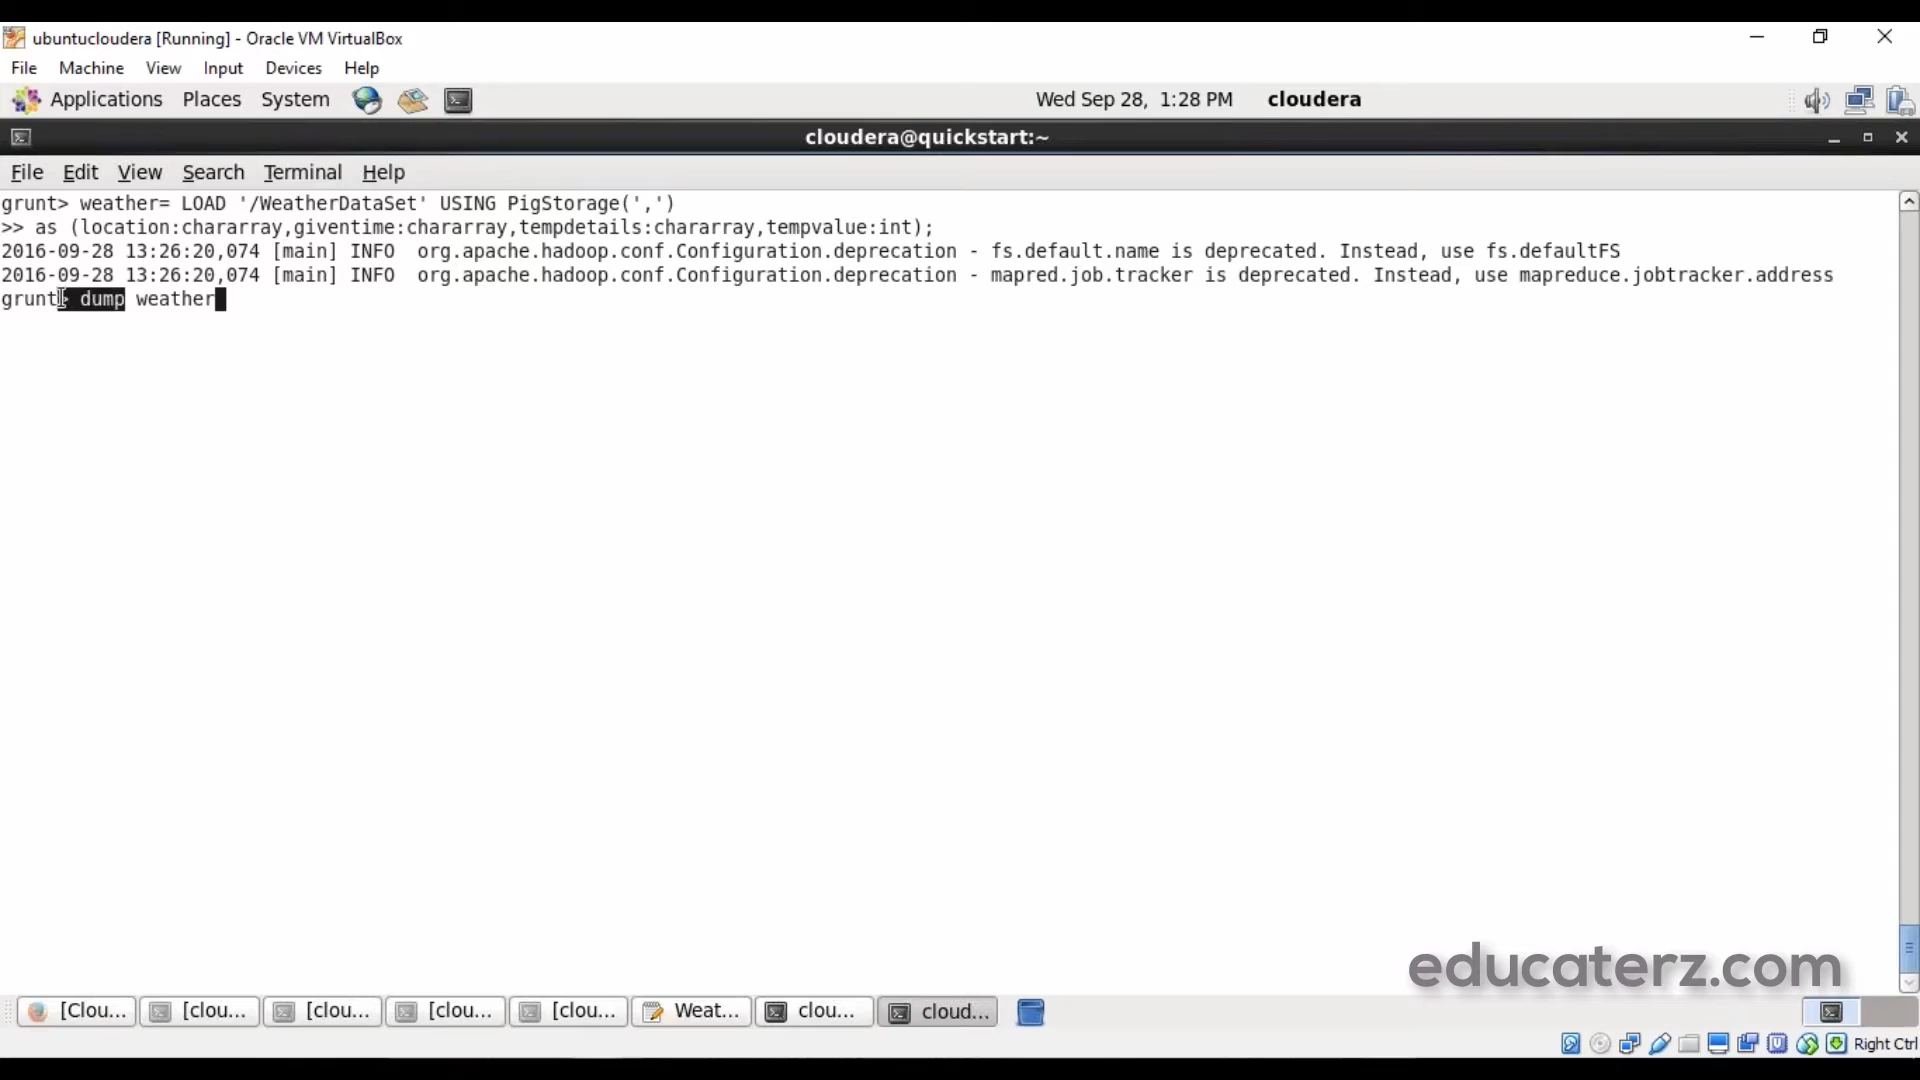 ubuntucloudera [Running] - Oracle VM VirtualBox
File Machine View Input Devices Help
Applications Places System Wed Sep 28, 1:28 PM cloudera
cloudera@quickstart:~
File Edit View Search Terminal Help
grunt> weather= LOAD '/WeatherDataSet' USING PigStorage(',')
>> as (location:chararray,giventime:chararray,tempdetails:chararray,tempvalue:int);
2016-09-28 13:26:20,074 [main] INFO  org.apache.hadoop.conf.Configuration.deprecation - fs.default.name is deprecated. Instead, use fs.defaultFS
2016-09-28 13:26:20,074 [main] INFO  org.apache.hadoop.conf.Configuration.deprecation - mapred.job.tracker is deprecated. Instead, use mapreduce.jobtracker.address
grunt> dump weather
educaterz.com
[Clou... [clou... [clou... [clou... [clou... Weat... clou... cloud...
Right Ctrl